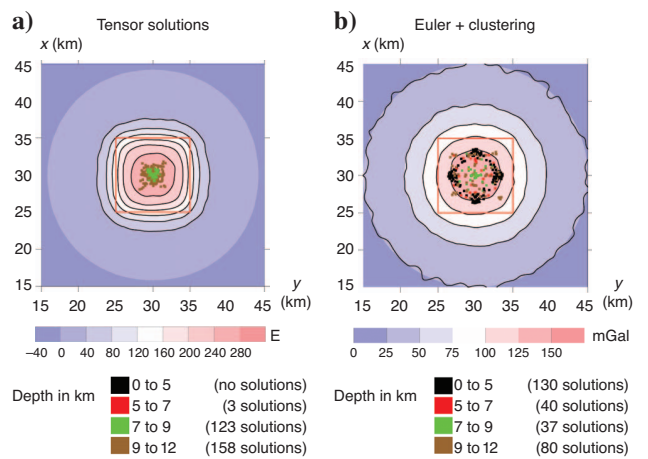 a) Tensor solutions
x (km)
45
40
35
30
25
20
15
15 20 25 30 35 40 45
y
(km)
E
−40 0 40 80 120 160 200 240 280
Depth in km
0 to 5 (no solutions)
5 to 7 (3 solutions)
7 to 9 (123 solutions)
9 to 12 (158 solutions)
b) Euler + clustering
x (km)
45
40
35
30
25
20
15
15 20 25 30 35 40 45
y
(km)
mGal
0 25 50 75 100 125 150
Depth in km
0 to 5 (130 solutions)
5 to 7 (40 solutions)
7 to 9 (37 solutions)
9 to 12 (80 solutions)